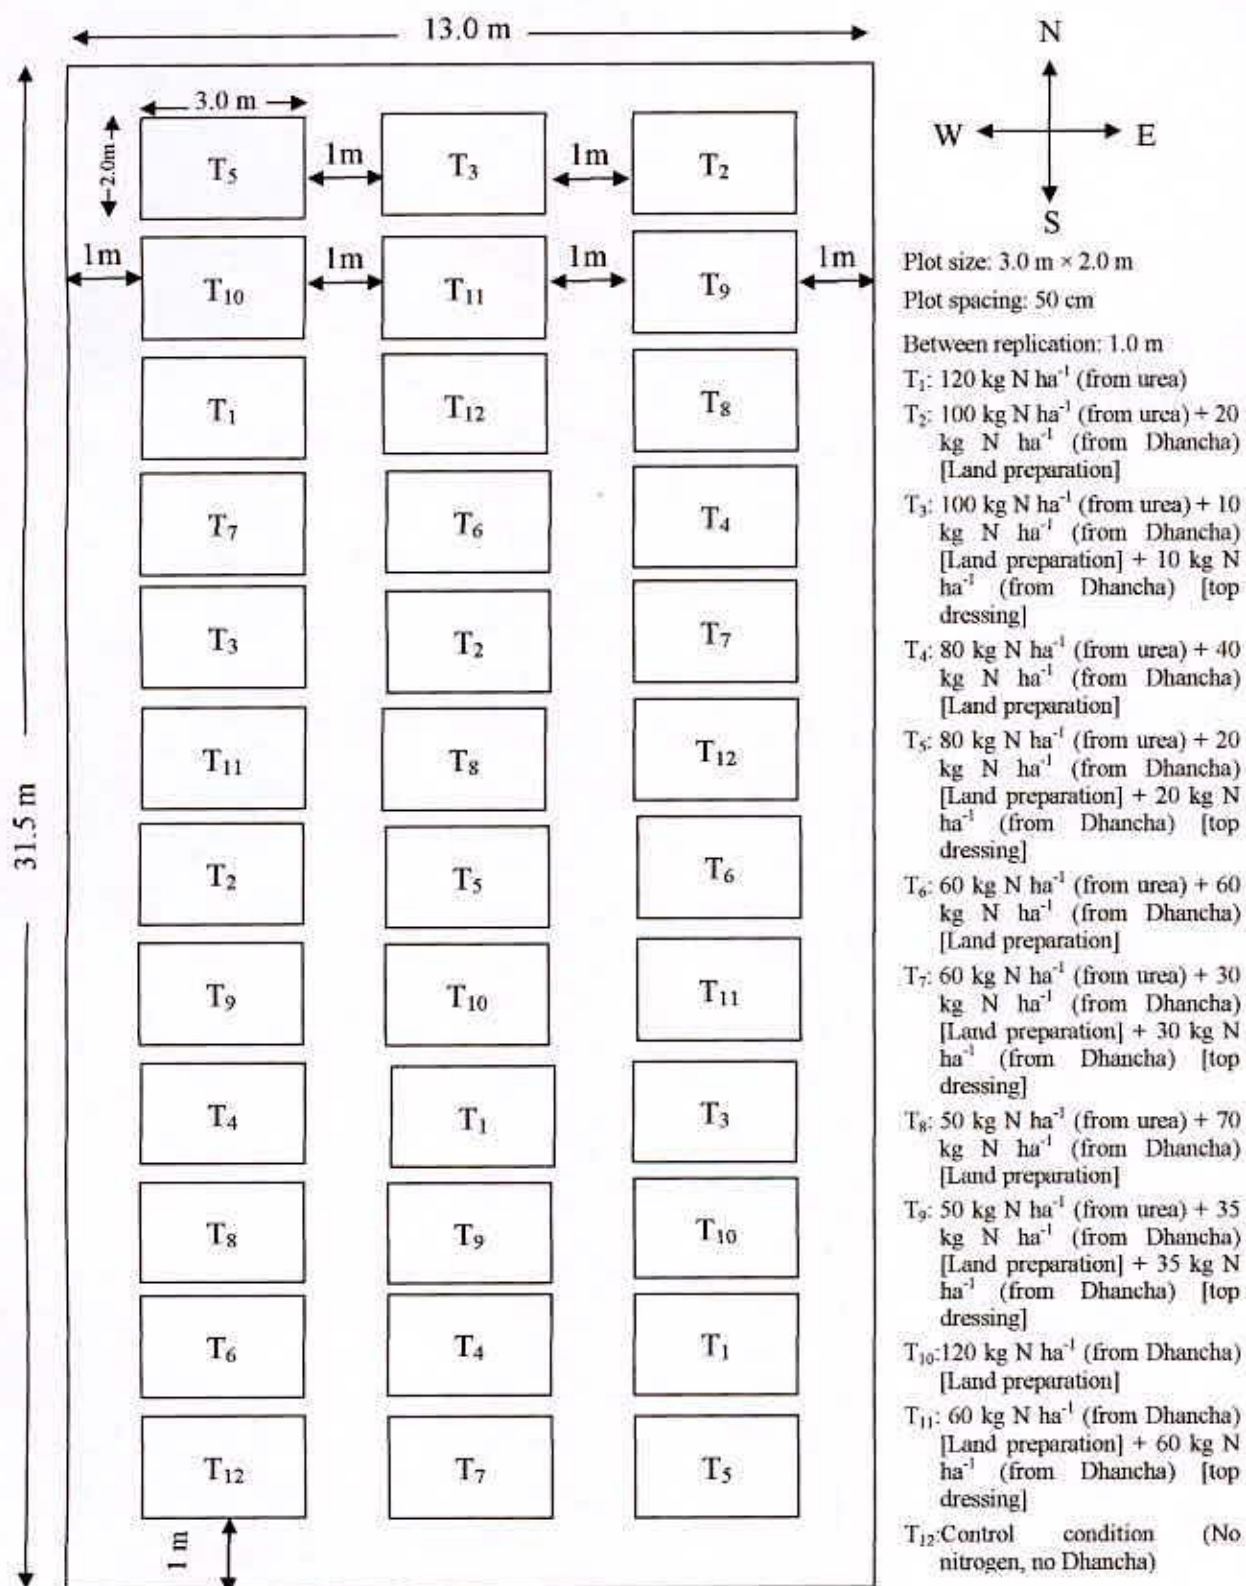 13.0 m
N
W E
S
3.0 m
2.0m
T5 1m T3 1m T2
1m T10 1m T11 1m T9 1m
T1 T12 T8
T7 T6 T4
T3 T2 T7
T11 T8 T12
31.5 m
T2 T5 T6
T9 T10 T11
T4 T1 T3
T8 T9 T10
T6 T4 T1
T12 T7 T5
1 m
Plot size: 3.0 m × 2.0 m
Plot spacing: 50 cm
Between replication: 1.0 m
T1: 120 kg N ha-1 (from urea)
T2: 100 kg N ha-1 (from urea) + 20
kg N ha-1 (from Dhancha)
[Land preparation]
T3: 100 kg N ha-1 (from urea) + 10
kg N ha-1 (from Dhancha)
[Land preparation] + 10 kg N
ha-1 (from Dhancha) [top
dressing]
T4: 80 kg N ha-1 (from urea) + 40
kg N ha-1 (from Dhancha)
[Land preparation]
T5: 80 kg N ha-1 (from urea) + 20
kg N ha-1 (from Dhancha)
[Land preparation] + 20 kg N
ha-1 (from Dhancha) [top
dressing]
T6: 60 kg N ha-1 (from urea) + 60
kg N ha-1 (from Dhancha)
[Land preparation]
T7: 60 kg N ha-1 (from urea) + 30
kg N ha-1 (from Dhancha)
[Land preparation] + 30 kg N
ha-1 (from Dhancha) [top
dressing]
T8: 50 kg N ha-1 (from urea) + 70
kg N ha-1 (from Dhancha)
[Land preparation]
T9: 50 kg N ha-1 (from urea) + 35
kg N ha-1 (from Dhancha)
[Land preparation] + 35 kg N
ha-1 (from Dhancha) [top
dressing]
T10:120 kg N ha-1 (from Dhancha)
[Land preparation]
T11: 60 kg N ha-1 (from Dhancha)
[Land preparation] + 60 kg N
ha-1 (from Dhancha) [top
dressing]
T12:Control condition (No
nitrogen, no Dhancha)